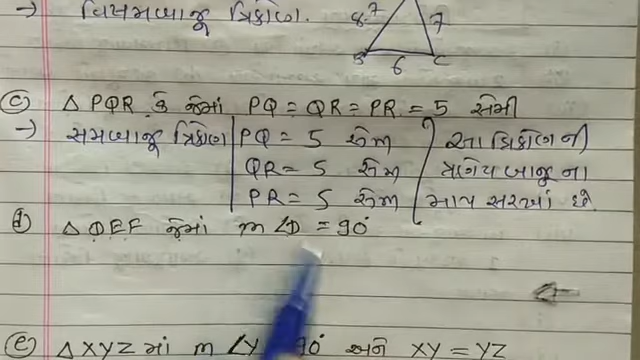 → વિષમબાજુ ત્રિકોણ.
8.7 7
B 6 C
(c) △ PQR કે જેમાં PQ = QR = PR = 5 સેમી
→ સમબાજુ ત્રિકોણ | PQ = 5 સેમ | આ ત્રિકોણની
QR = 5 સેમ ત્રણેય બાજુના
PR = 5 સેમ માપ સરખાં છે.
(d) △ DEF જેમાં m∠D = 90°
(e) △XYZ માં m ∠Y 90° અને XY = YZ